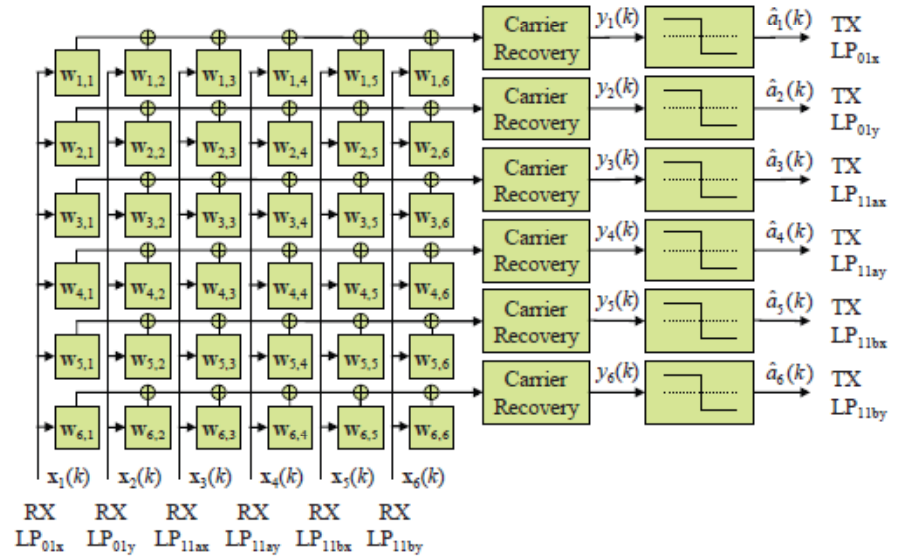 Carrier Recovery y₁(k) â₁(k) TX LP₀₁ₓ
w₁,₁ w₁,₂ w₁,₃ w₁,₄ w₁,₅ w₁,₆
Carrier Recovery y₂(k) â₂(k) TX LP₀₁y
w₂,₁ w₂,₂ w₂,₃ w₂,₄ w₂,₅ w₂,₆
Carrier Recovery y₃(k) â₃(k) TX LP₁₁ₐₓ
w₃,₁ w₃,₂ w₃,₃ w₃,₄ w₃,₅ w₃,₆
Carrier Recovery y₄(k) â₄(k) TX LP₁₁ₐy
w₄,₁ w₄,₂ w₄,₃ w₄,₄ w₄,₅ w₄,₆
Carrier Recovery y₅(k) â₅(k) TX LP₁₁bₓ
w₅,₁ w₅,₂ w₅,₃ w₅,₄ w₅,₅ w₅,₆
Carrier Recovery y₆(k) â₆(k) TX LP₁₁by
w₆,₁ w₆,₂ w₆,₃ w₆,₄ w₆,₅ w₆,₆
x₁(k) x₂(k) x₃(k) x₄(k) x₅(k) x₆(k)
RX RX RX RX RX RX
LP₀₁ₓ LP₀₁y LP₁₁ₐₓ LP₁₁ₐy LP₁₁bₓ LP₁₁by